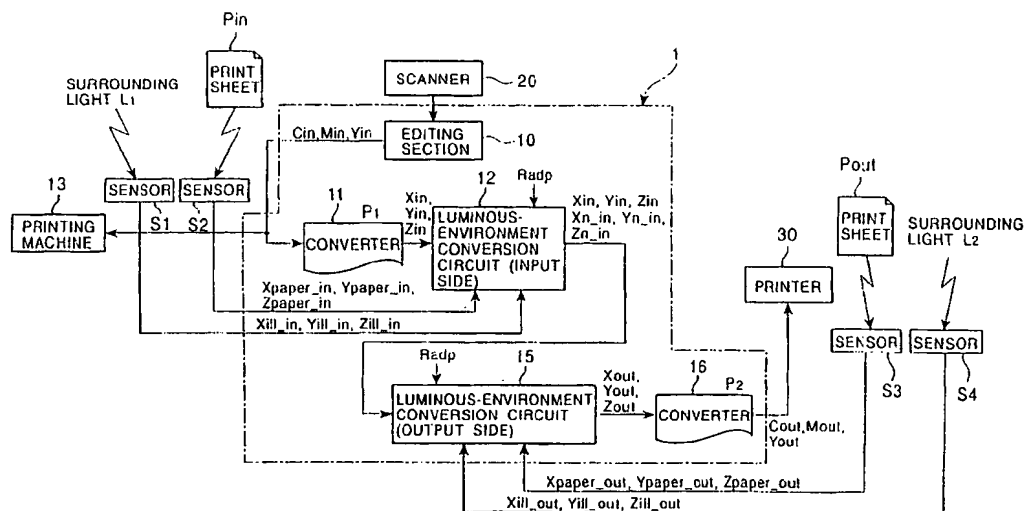 Pin
PRINT
SHEET
SURROUNDING
LIGHT L1
SCANNER
20
1
Cin,Min,Yin
EDITING
SECTION
10
Pout
PRINT
SHEET
SURROUNDING
LIGHT L2
13
PRINTING
MACHINE
SENSOR
S1
SENSOR
S2
11
P1
CONVERTER
Xin,
Yin,
Zin
12
Radp
LUMINOUS-
ENVIRONMENT
CONVERSION
CIRCUIT (INPUT
SIDE)
Xin, Yin, Zin
Xn_in, Yn_in,
Zn_in
30
PRINTER
Xpaper_in, Ypaper_in,
Zpaper_in
Xill_in, Yill_in, Zill_in
SENSOR
S3
SENSOR
S4
Radp
15
LUMINOUS-ENVIRONMENT
CONVERSION CIRCUIT
(OUTPUT SIDE)
Xout,
Yout,
Zout
16
P2
CONVERTER
Cout,Mout,
Yout
Xpaper_out, Ypaper_out, Zpaper_out
Xill_out, Yill_out, Zill_out